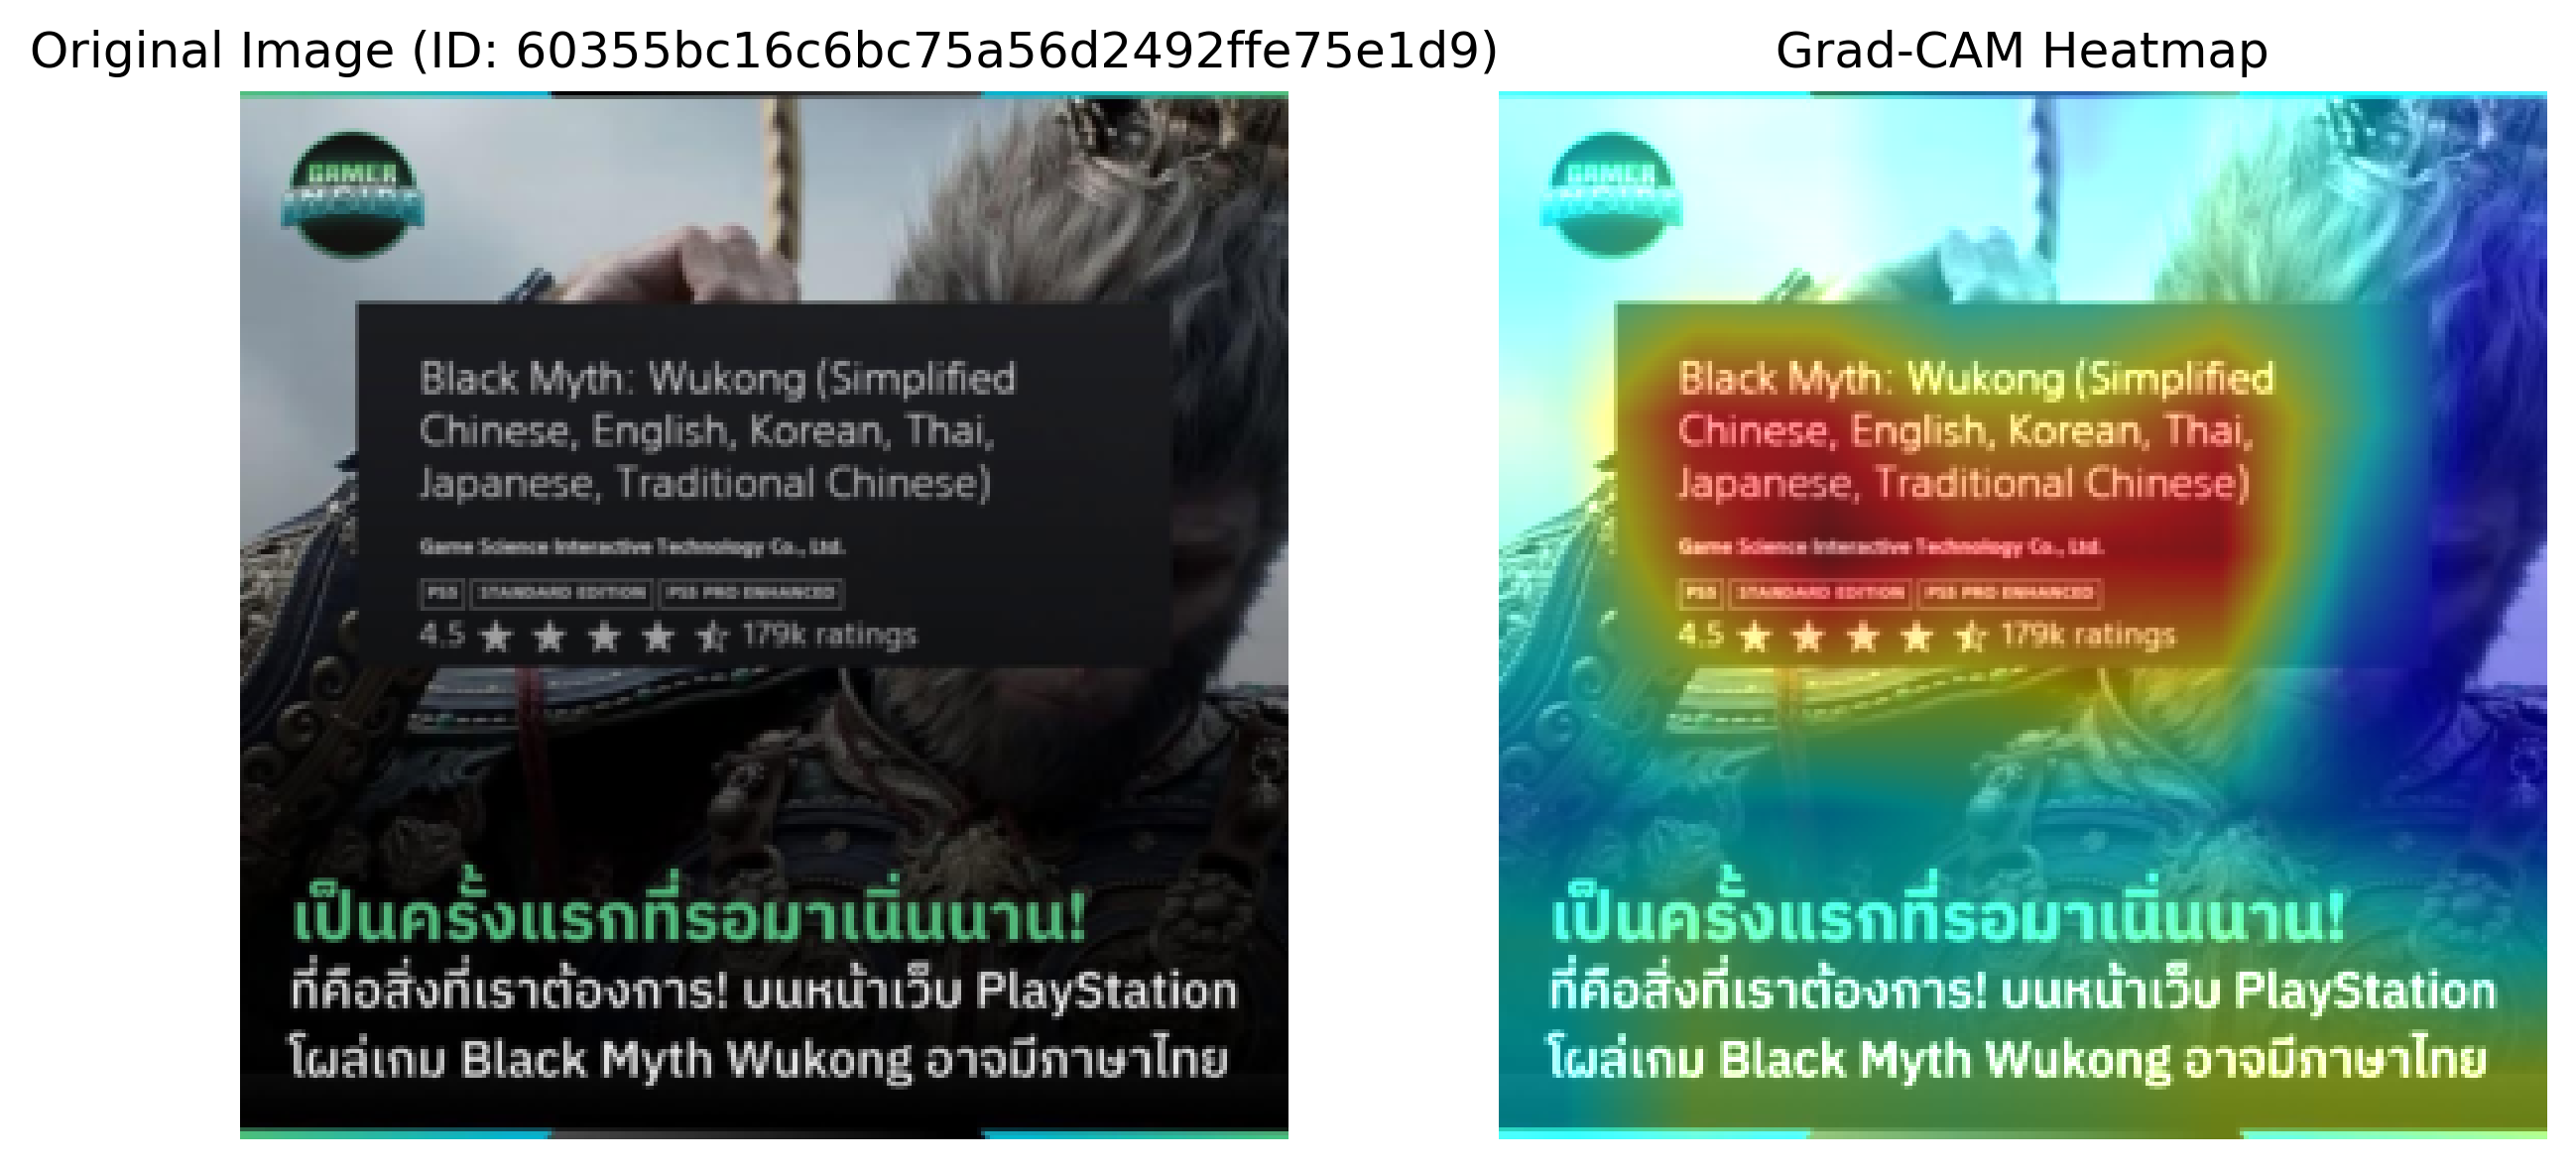 Original Image (ID: 60355bc16c6bc75a56d2492ffe75e1d9)
Grad-CAM Heatmap
GAMER
INSIDE
Black Myth: Wukong (Simplified
Chinese, English, Korean, Thai,
Japanese, Traditional Chinese)
Game Science Interactive Technology Co., Ltd.
PS5 STANDARD EDITION PS5 PRO ENHANCED
4.5 ★ ★ ★ ★ ⯪ 179k ratings
เป็นครั้งแรกที่รอมาเนิ่นนาน!
ที่คือสิ่งที่เราต้องการ! บนหน้าเว็บ PlayStation
โผล่เกม Black Myth Wukong อาจมีภาษาไทย
GAMER
INSIDE
Black Myth: Wukong (Simplified
Chinese, English, Korean, Thai,
Japanese, Traditional Chinese)
Game Science Interactive Technology Co., Ltd.
PS5 STANDARD EDITION PS5 PRO ENHANCED
4.5 ★ ★ ★ ★ ⯪ 179k ratings
เป็นครั้งแรกที่รอมาเนิ่นนาน!
ที่คือสิ่งที่เราต้องการ! บนหน้าเว็บ PlayStation
โผล่เกม Black Myth Wukong อาจมีภาษาไทย